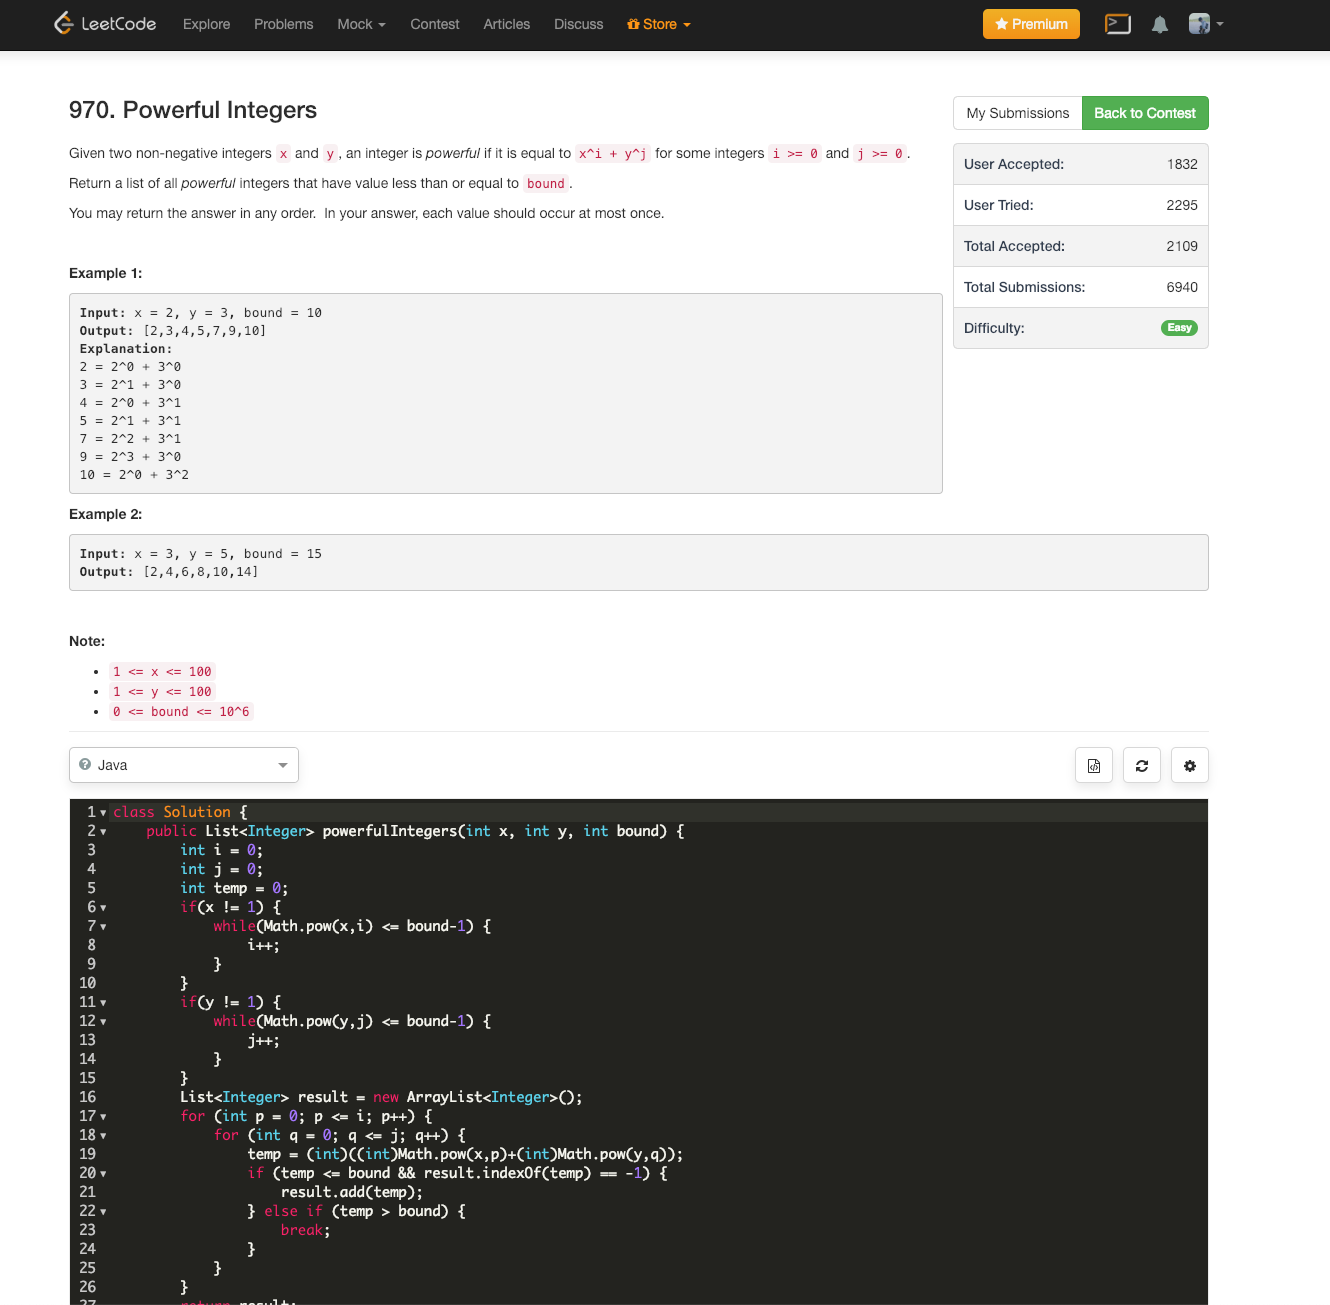 LeetCode Explore Problems Mock Contest Articles Discuss Store Premium
970. Powerful Integers
My Submissions Back to Contest
Given two non-negative integers x and y, an integer is powerful if it is equal to x^i + y^j for some integers i >= 0 and j >= 0.
Return a list of all powerful integers that have value less than or equal to bound.
You may return the answer in any order.  In your answer, each value should occur at most once.
User Accepted: 1832
User Tried: 2295
Total Accepted: 2109
Total Submissions: 6940
Difficulty: Easy
Example 1:
Input: x = 2, y = 3, bound = 10
Output: [2,3,4,5,7,9,10]
Explanation:
2 = 2^0 + 3^0
3 = 2^1 + 3^0
4 = 2^0 + 3^1
5 = 2^1 + 3^1
7 = 2^2 + 3^1
9 = 2^3 + 3^0
10 = 2^0 + 3^2
Example 2:
Input: x = 3, y = 5, bound = 15
Output: [2,4,6,8,10,14]
Note:
1 <= x <= 100
1 <= y <= 100
0 <= bound <= 10^6
Java
1 class Solution {
2     public List<Integer> powerfulIntegers(int x, int y, int bound) {
3         int i = 0;
4         int j = 0;
5         int temp = 0;
6         if(x != 1) {
7             while(Math.pow(x,i) <= bound-1) {
8                 i++;
9             }
10         }
11         if(y != 1) {
12             while(Math.pow(y,j) <= bound-1) {
13                 j++;
14             }
15         }
16         List<Integer> result = new ArrayList<Integer>();
17         for (int p = 0; p <= i; p++) {
18             for (int q = 0; q <= j; q++) {
19                 temp = (int)((int)Math.pow(x,p)+(int)Math.pow(y,q));
20                 if (temp <= bound && result.indexOf(temp) == -1) {
21                     result.add(temp);
22                 } else if (temp > bound) {
23                     break;
24                 }
25             }
26         }
27         return result;